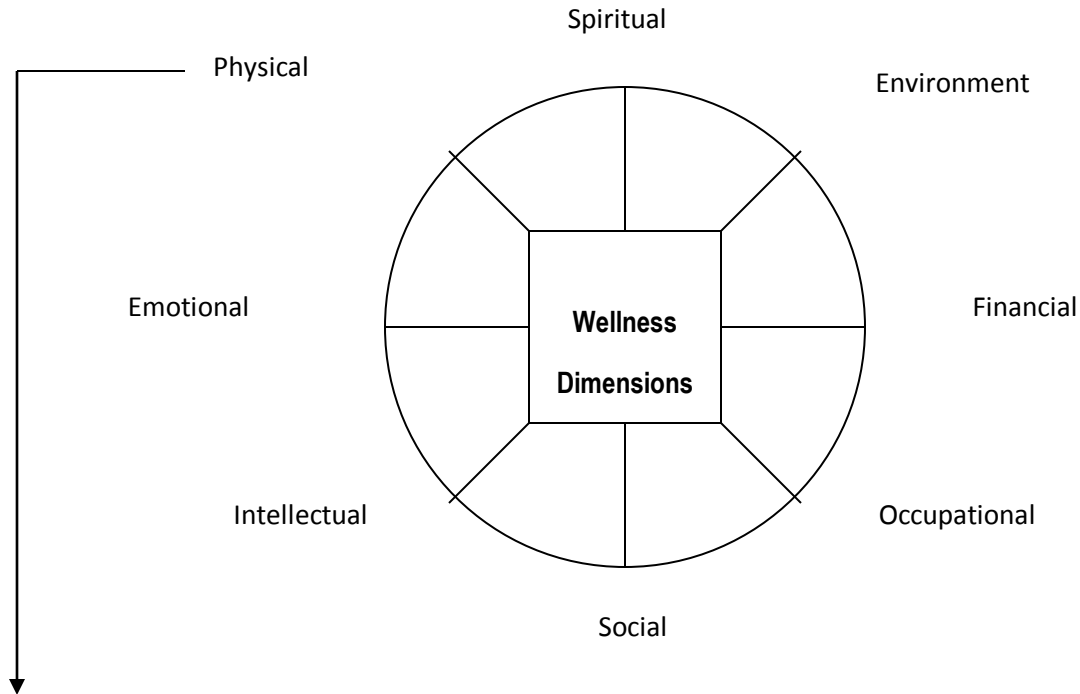 Spiritual
Physical
Environment
Emotional
Wellness
Dimensions
Financial
Intellectual
Occupational
Social